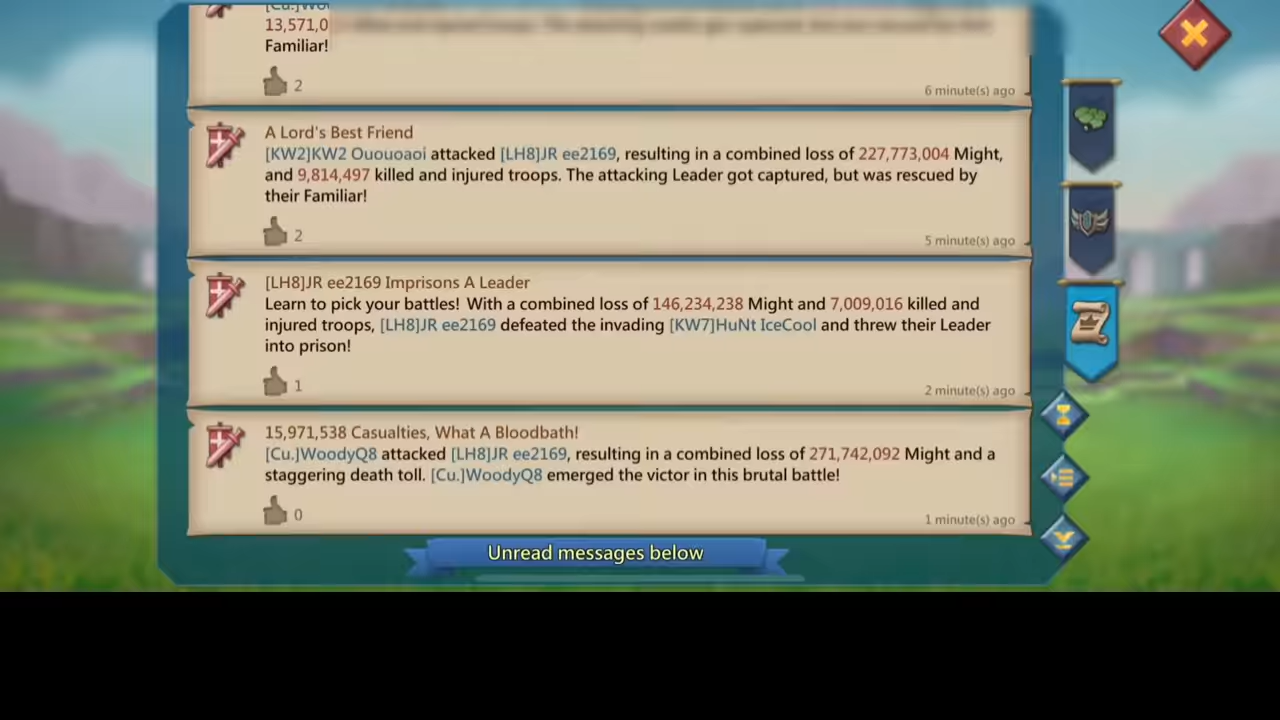 13,571,0
Familiar!
2
6 minute(s) ago
A Lord's Best Friend
[KW2]KW2 Ououoaoi attacked [LH8]JR ee2169, resulting in a combined loss of 227,773,004 Might,
and 9,814,497 killed and injured troops. The attacking Leader got captured, but was rescued by
their Familiar!
2
5 minute(s) ago
[LH8]JR ee2169 Imprisons A Leader
Learn to pick your battles! With a combined loss of 146,234,238 Might and 7,009,016 killed and
injured troops, [LH8]JR ee2169 defeated the invading [KW7]HuNt IceCool and threw their Leader
into prison!
1
2 minute(s) ago
15,971,538 Casualties, What A Bloodbath!
[Cu.]WoodyQ8 attacked [LH8]JR ee2169, resulting in a combined loss of 271,742,092 Might and a
staggering death toll. [Cu.]WoodyQ8 emerged the victor in this brutal battle!
0
1 minute(s) ago
Unread messages below